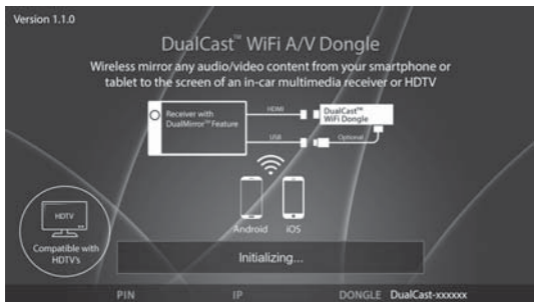 Version 1.1.0
DualCast™ WiFi A/V Dongle
Wireless mirror any audio/video content from your smartphone or
tablet to the screen of an in-car multimedia receiver or HDTV
Receiver with
DualMirror™ Feature
HDMI
USB
DualCast™
WiFi Dongle
Optional
Android
iOS
HDTV
Compatible with
HDTV's
Initializing...
PIN
IP
DONGLE DualCast-xxxxxx